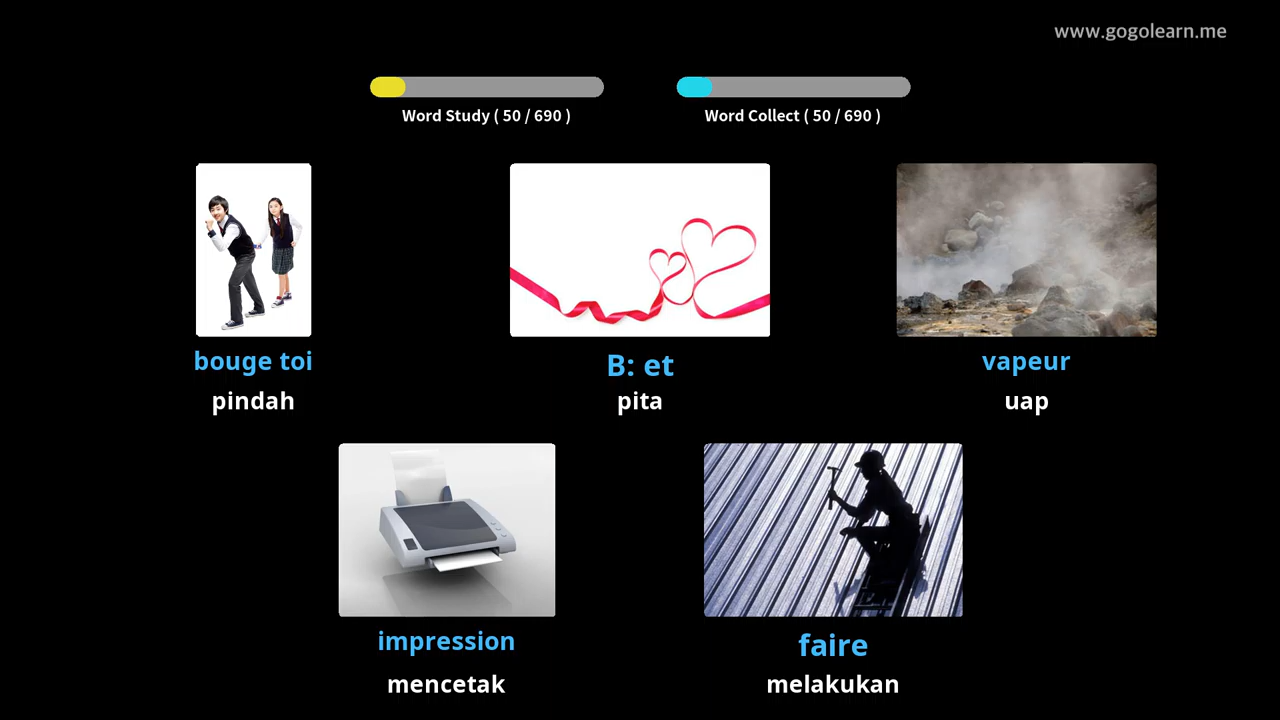 www.gogolearn.me
Word Study ( 50 / 690 )
Word Collect ( 50 / 690 )
bouge toi
pindah
B: et
pita
vapeur
uap
impression
mencetak
faire
melakukan